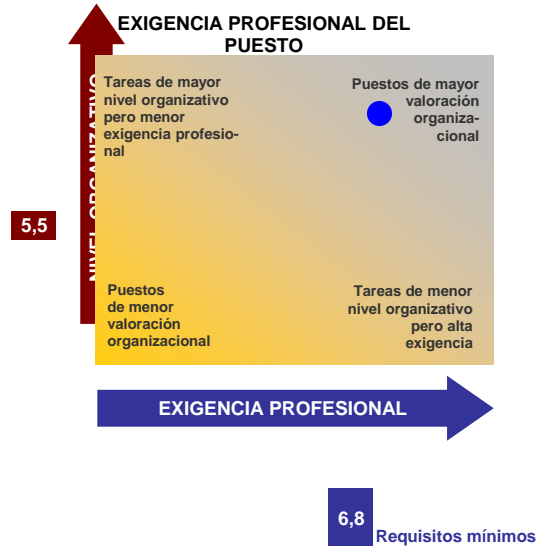 EXIGENCIA PROFESIONAL DEL
PUESTO
Tareas de mayor
nivel organizativo
pero menor
exigencia profesio-
nal
Puestos de mayor
valoración
organiza-
cional
NIVEL ORGANIZATIVO
5,5
Puestos
de menor
valoración
organizacional
Tareas de menor
nivel organizativo
pero alta
exigencia
EXIGENCIA PROFESIONAL
6,8
Requisitos mínimos